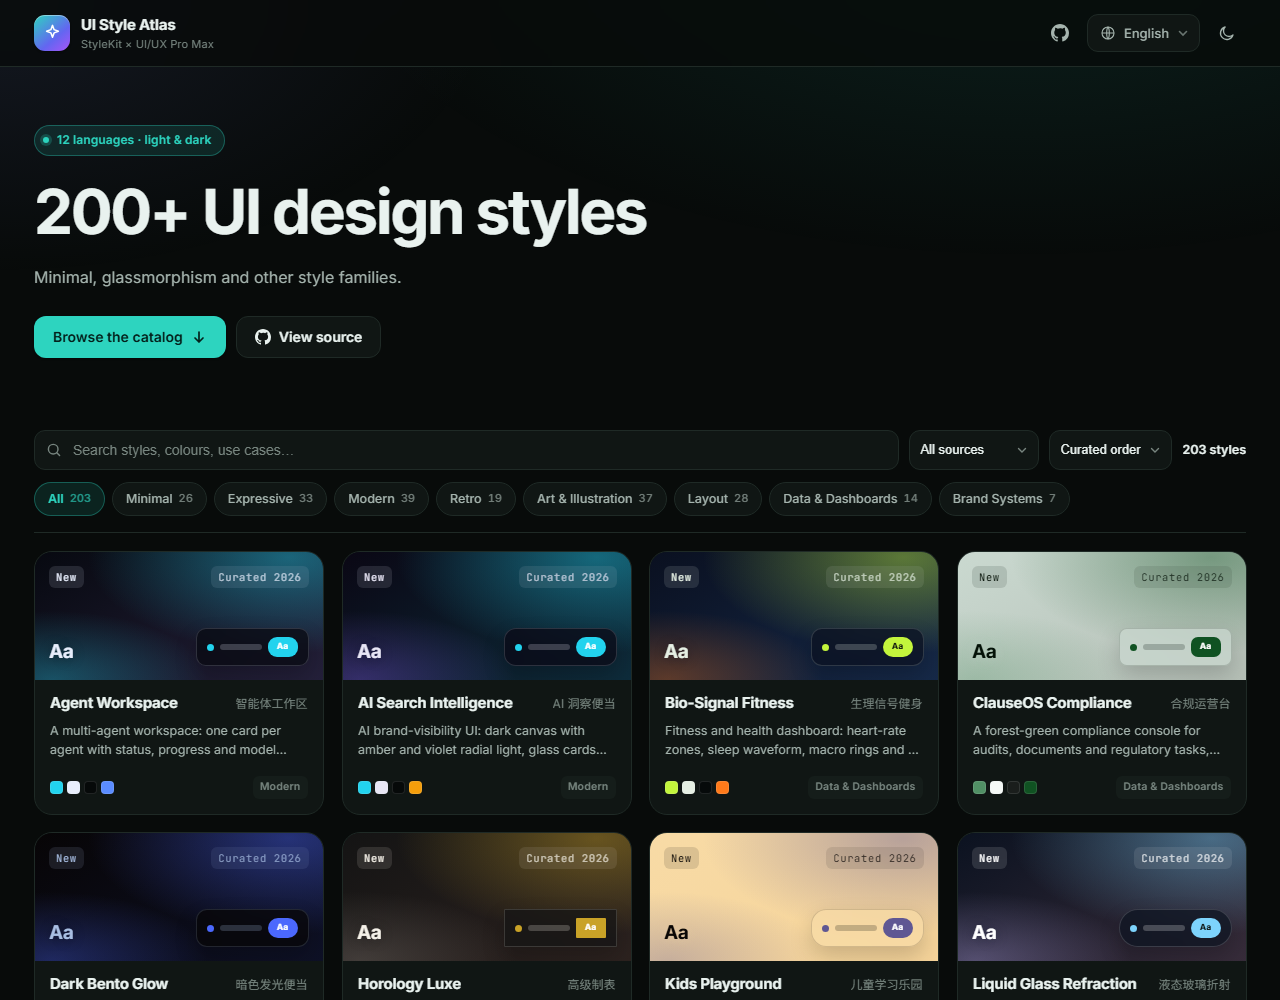 UI Style Atlas
StyleKit × UI/UX Pro Max
English
12 languages · light & dark
200+ UI design styles
Minimal, glassmorphism and other style families.
Browse the catalog
View source
Search styles, colours, use cases…
All sources
Curated order
203 styles
All 203
Minimal 26
Expressive 33
Modern 39
Retro 19
Art & Illustration 37
Layout 28
Data & Dashboards 14
Brand Systems 7
New
Curated 2026
Aa
Aa
Agent Workspace
智能体工作区
A multi-agent workspace: one card per
agent with status, progress and model…
Modern
New
Curated 2026
Aa
Aa
AI Search Intelligence
AI 洞察便当
AI brand-visibility UI: dark canvas with
amber and violet radial light, glass cards…
Modern
New
Curated 2026
Aa
Aa
Bio-Signal Fitness
生理信号健身
Fitness and health dashboard: heart-rate
zones, sleep waveform, macro rings and …
Data & Dashboards
New
Curated 2026
Aa
Aa
ClauseOS Compliance
合规运营台
A forest-green compliance console for
audits, documents and regulatory tasks,…
Data & Dashboards
New
Curated 2026
Aa
Aa
Dark Bento Glow
暗色发光便当
New
Curated 2026
Aa
Aa
Horology Luxe
高级制表
New
Curated 2026
Aa
Aa
Kids Playground
儿童学习乐园
New
Curated 2026
Aa
Aa
Liquid Glass Refraction
液态玻璃折射